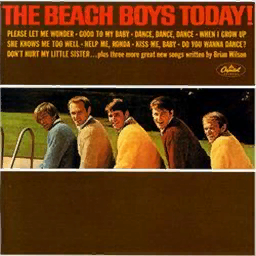 THE BEACH BOYS TODAY!
PLEASE LET ME WONDER • GOOD TO MY BABY • DANCE, DANCE, DANCE • WHEN I GROW UP
SHE KNOWS ME TOO WELL • HELP ME, RONDA • KISS ME, BABY • DO YOU WANNA DANCE?
DON'T HURT MY LITTLE SISTER...plus three more great new songs written by Brian Wilson
Capitol